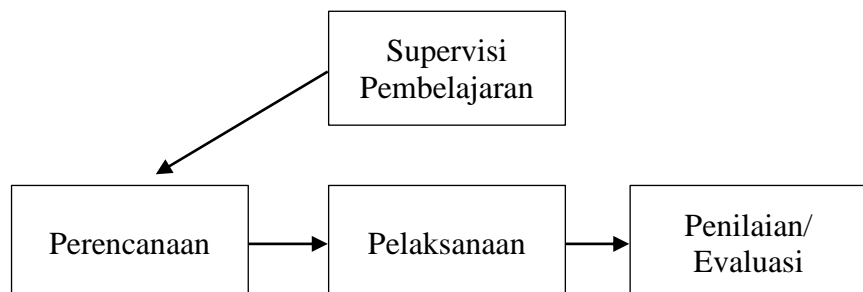 Supervisi
Pembelajaran
Perencanaan
Pelaksanaan
Penilaian/
Evaluasi